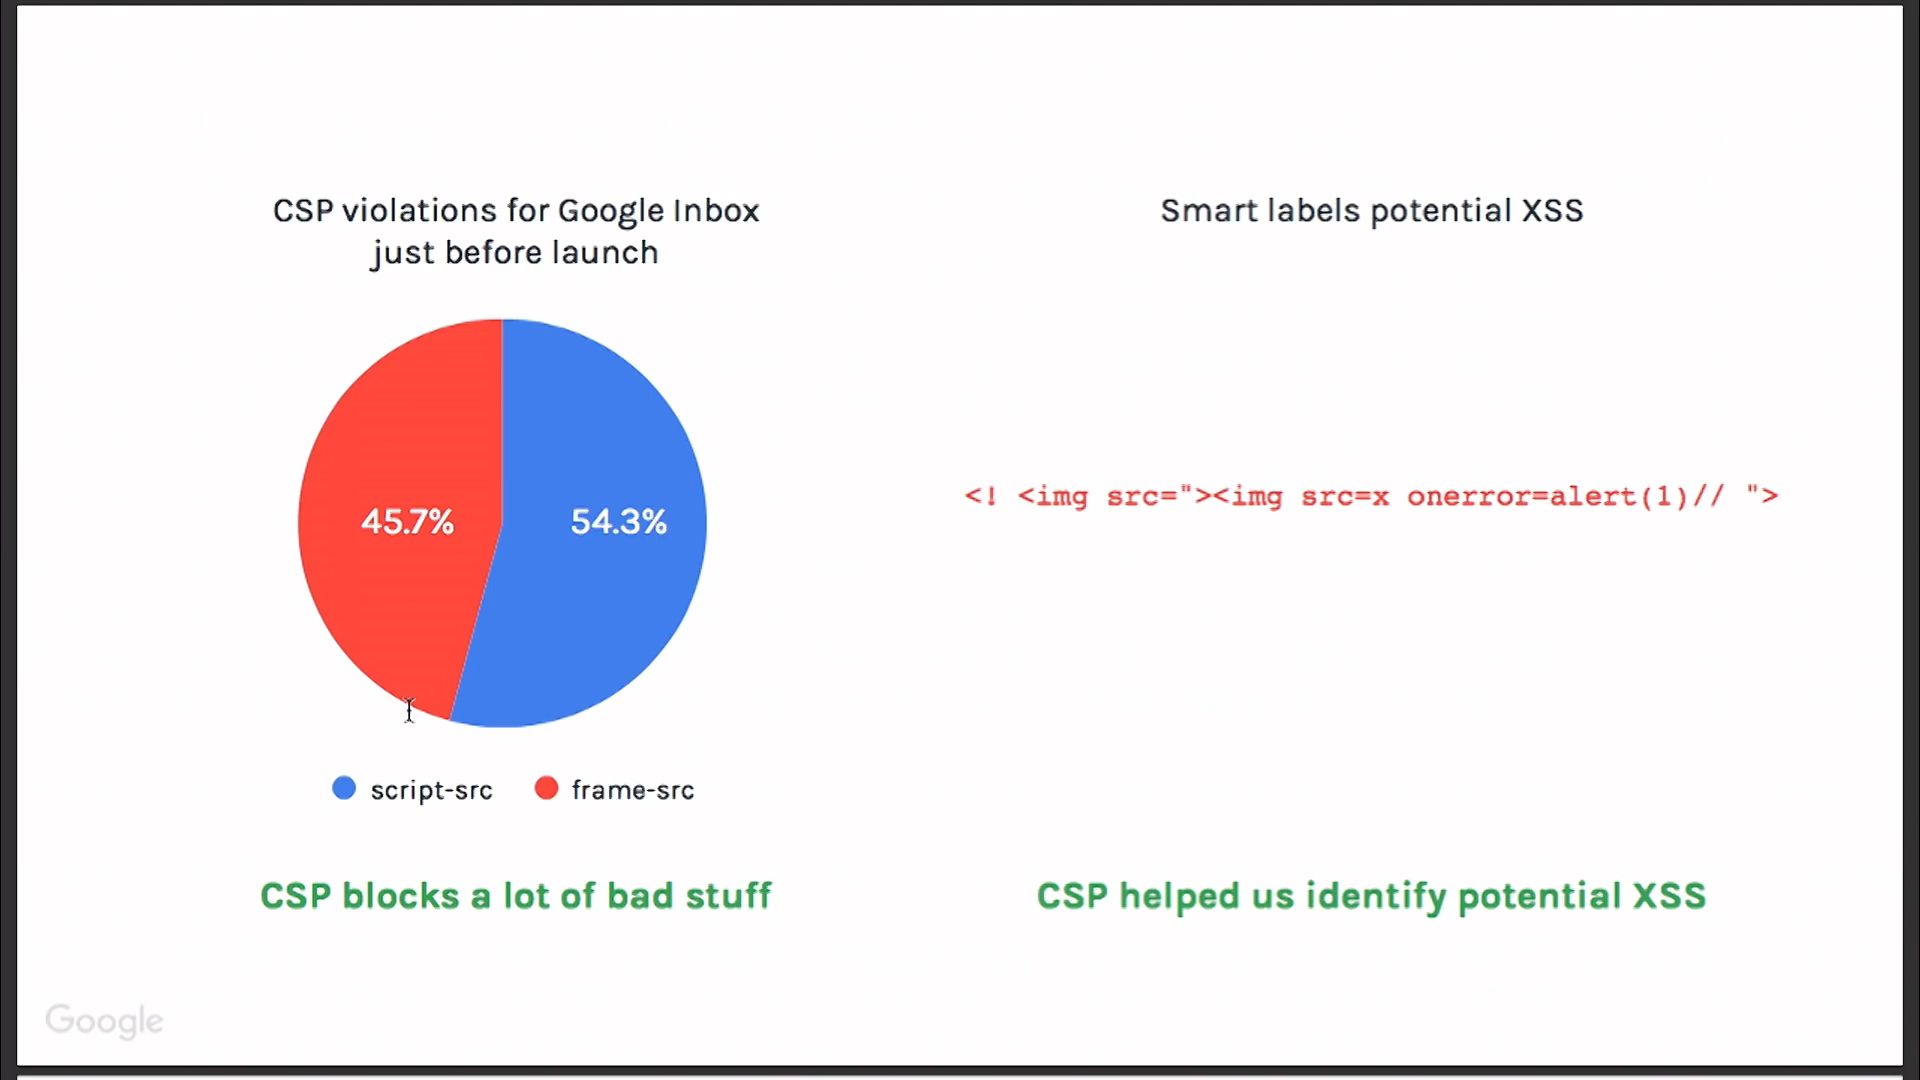 CSP violations for Google Inbox
just before launch
45.7%
54.3%
script-src
frame-src
CSP blocks a lot of bad stuff
Smart labels potential XSS
<! <img src="><img src=x onerror=alert(1)// ">
CSP helped us identify potential XSS
Google